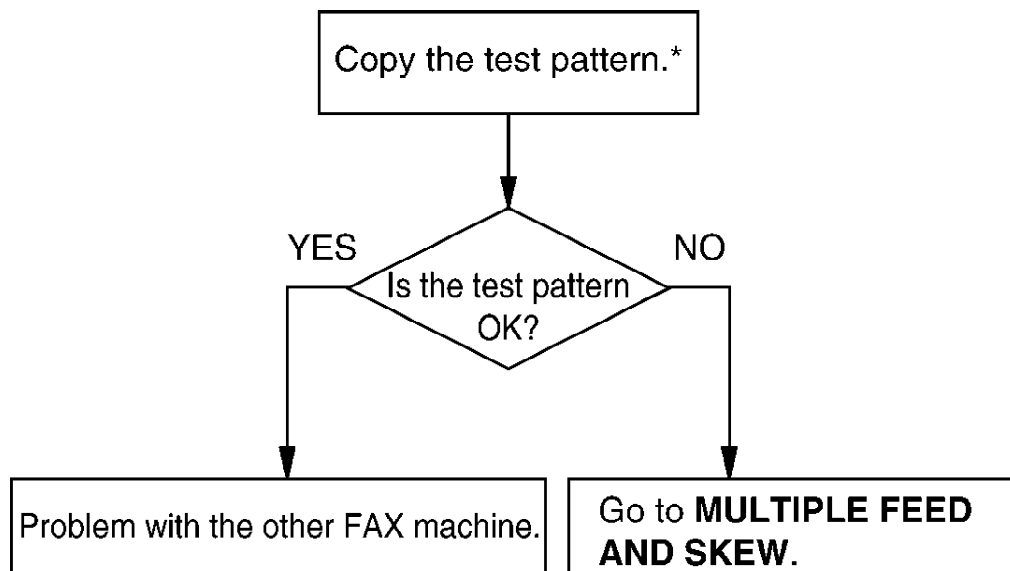 Copy the test pattern.*
YES
NO
Is the test pattern
OK?
Problem with the other FAX machine.
Go to MULTIPLE FEED
AND SKEW.